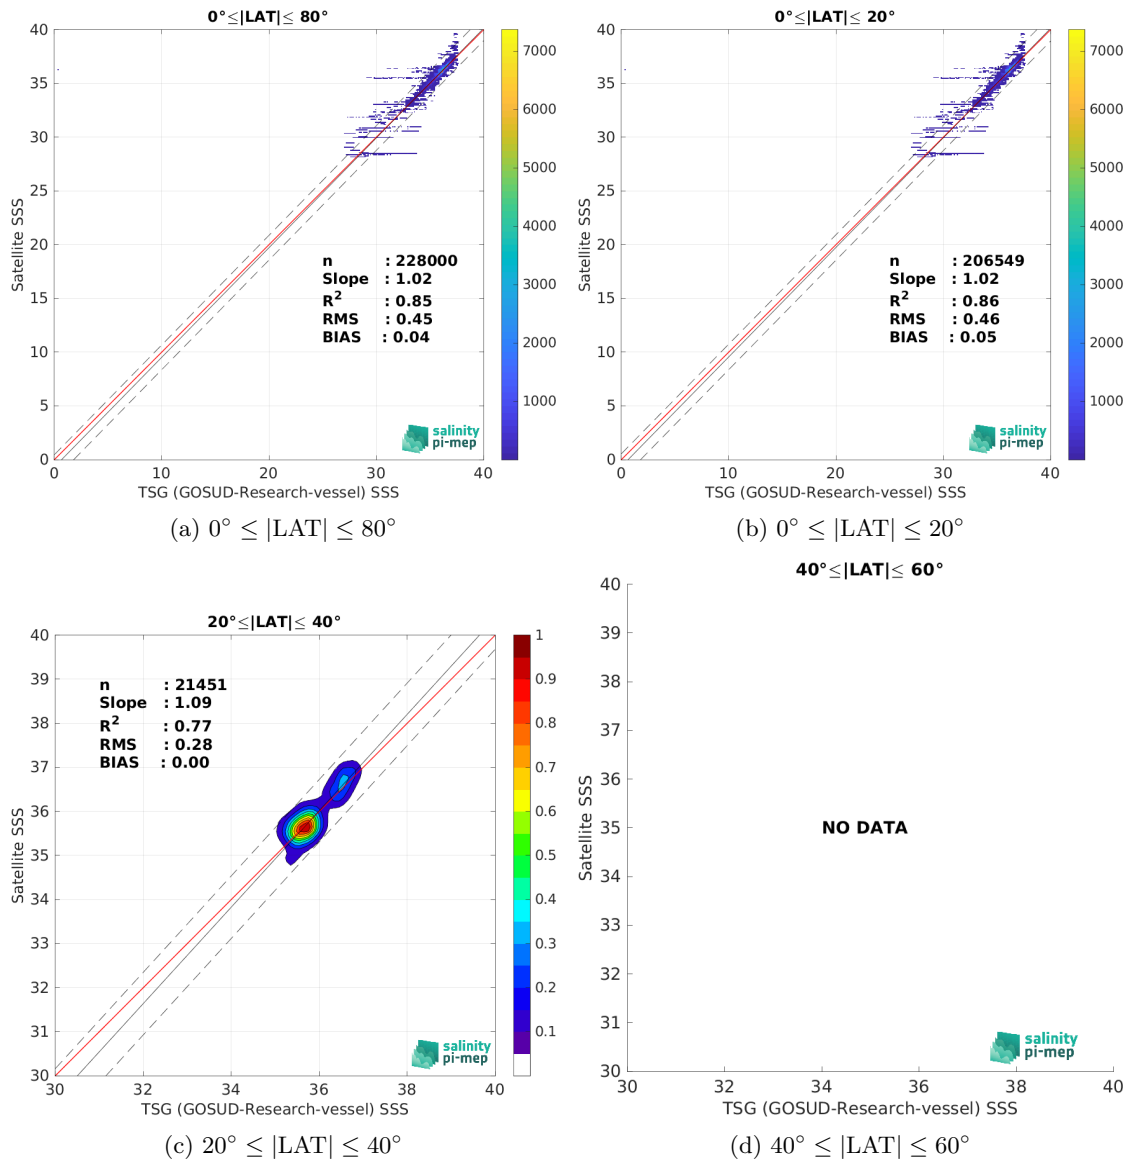 0°≤|LAT|≤ 80°
40
35
30
25
20
15
10
5
0
Satellite SSS
n : 228000
Slope : 1.02
R² : 0.85
RMS : 0.45
BIAS : 0.04
salinity
pi-mep
0 10 20 30 40
TSG (GOSUD-Research-vessel) SSS
7000
6000
5000
4000
3000
2000
1000
(a) 0° ≤ |LAT| ≤ 80°
0°≤|LAT|≤ 20°
40
35
30
25
20
15
10
5
0
Satellite SSS
n : 206549
Slope : 1.02
R² : 0.86
RMS : 0.46
BIAS : 0.05
salinity
pi-mep
0 10 20 30 40
TSG (GOSUD-Research-vessel) SSS
7000
6000
5000
4000
3000
2000
1000
(b) 0° ≤ |LAT| ≤ 20°
20°≤|LAT|≤ 40°
40
39
38
37
36
35
34
33
32
31
30
Satellite SSS
n : 21451
Slope : 1.09
R² : 0.77
RMS : 0.28
BIAS : 0.00
salinity
pi-mep
30 32 34 36 38 40
TSG (GOSUD-Research-vessel) SSS
1
0.9
0.8
0.7
0.6
0.5
0.4
0.3
0.2
0.1
(c) 20° ≤ |LAT| ≤ 40°
40°≤|LAT|≤ 60°
40
39
38
37
36
35
34
33
32
31
30
Satellite SSS
NO DATA
salinity
pi-mep
30 32 34 36 38 40
TSG (GOSUD-Research-vessel) SSS
(d) 40° ≤ |LAT| ≤ 60°